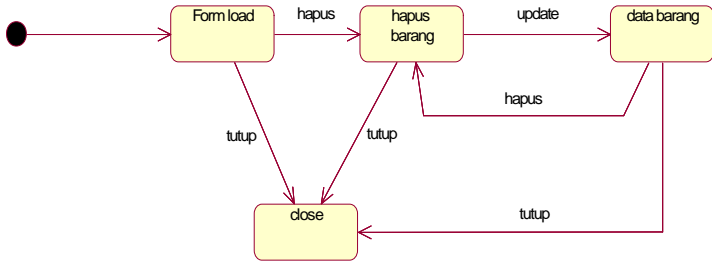 Form load
hapus
hapus
barang
update
data barang
hapus
tutup
tutup
close
tutup